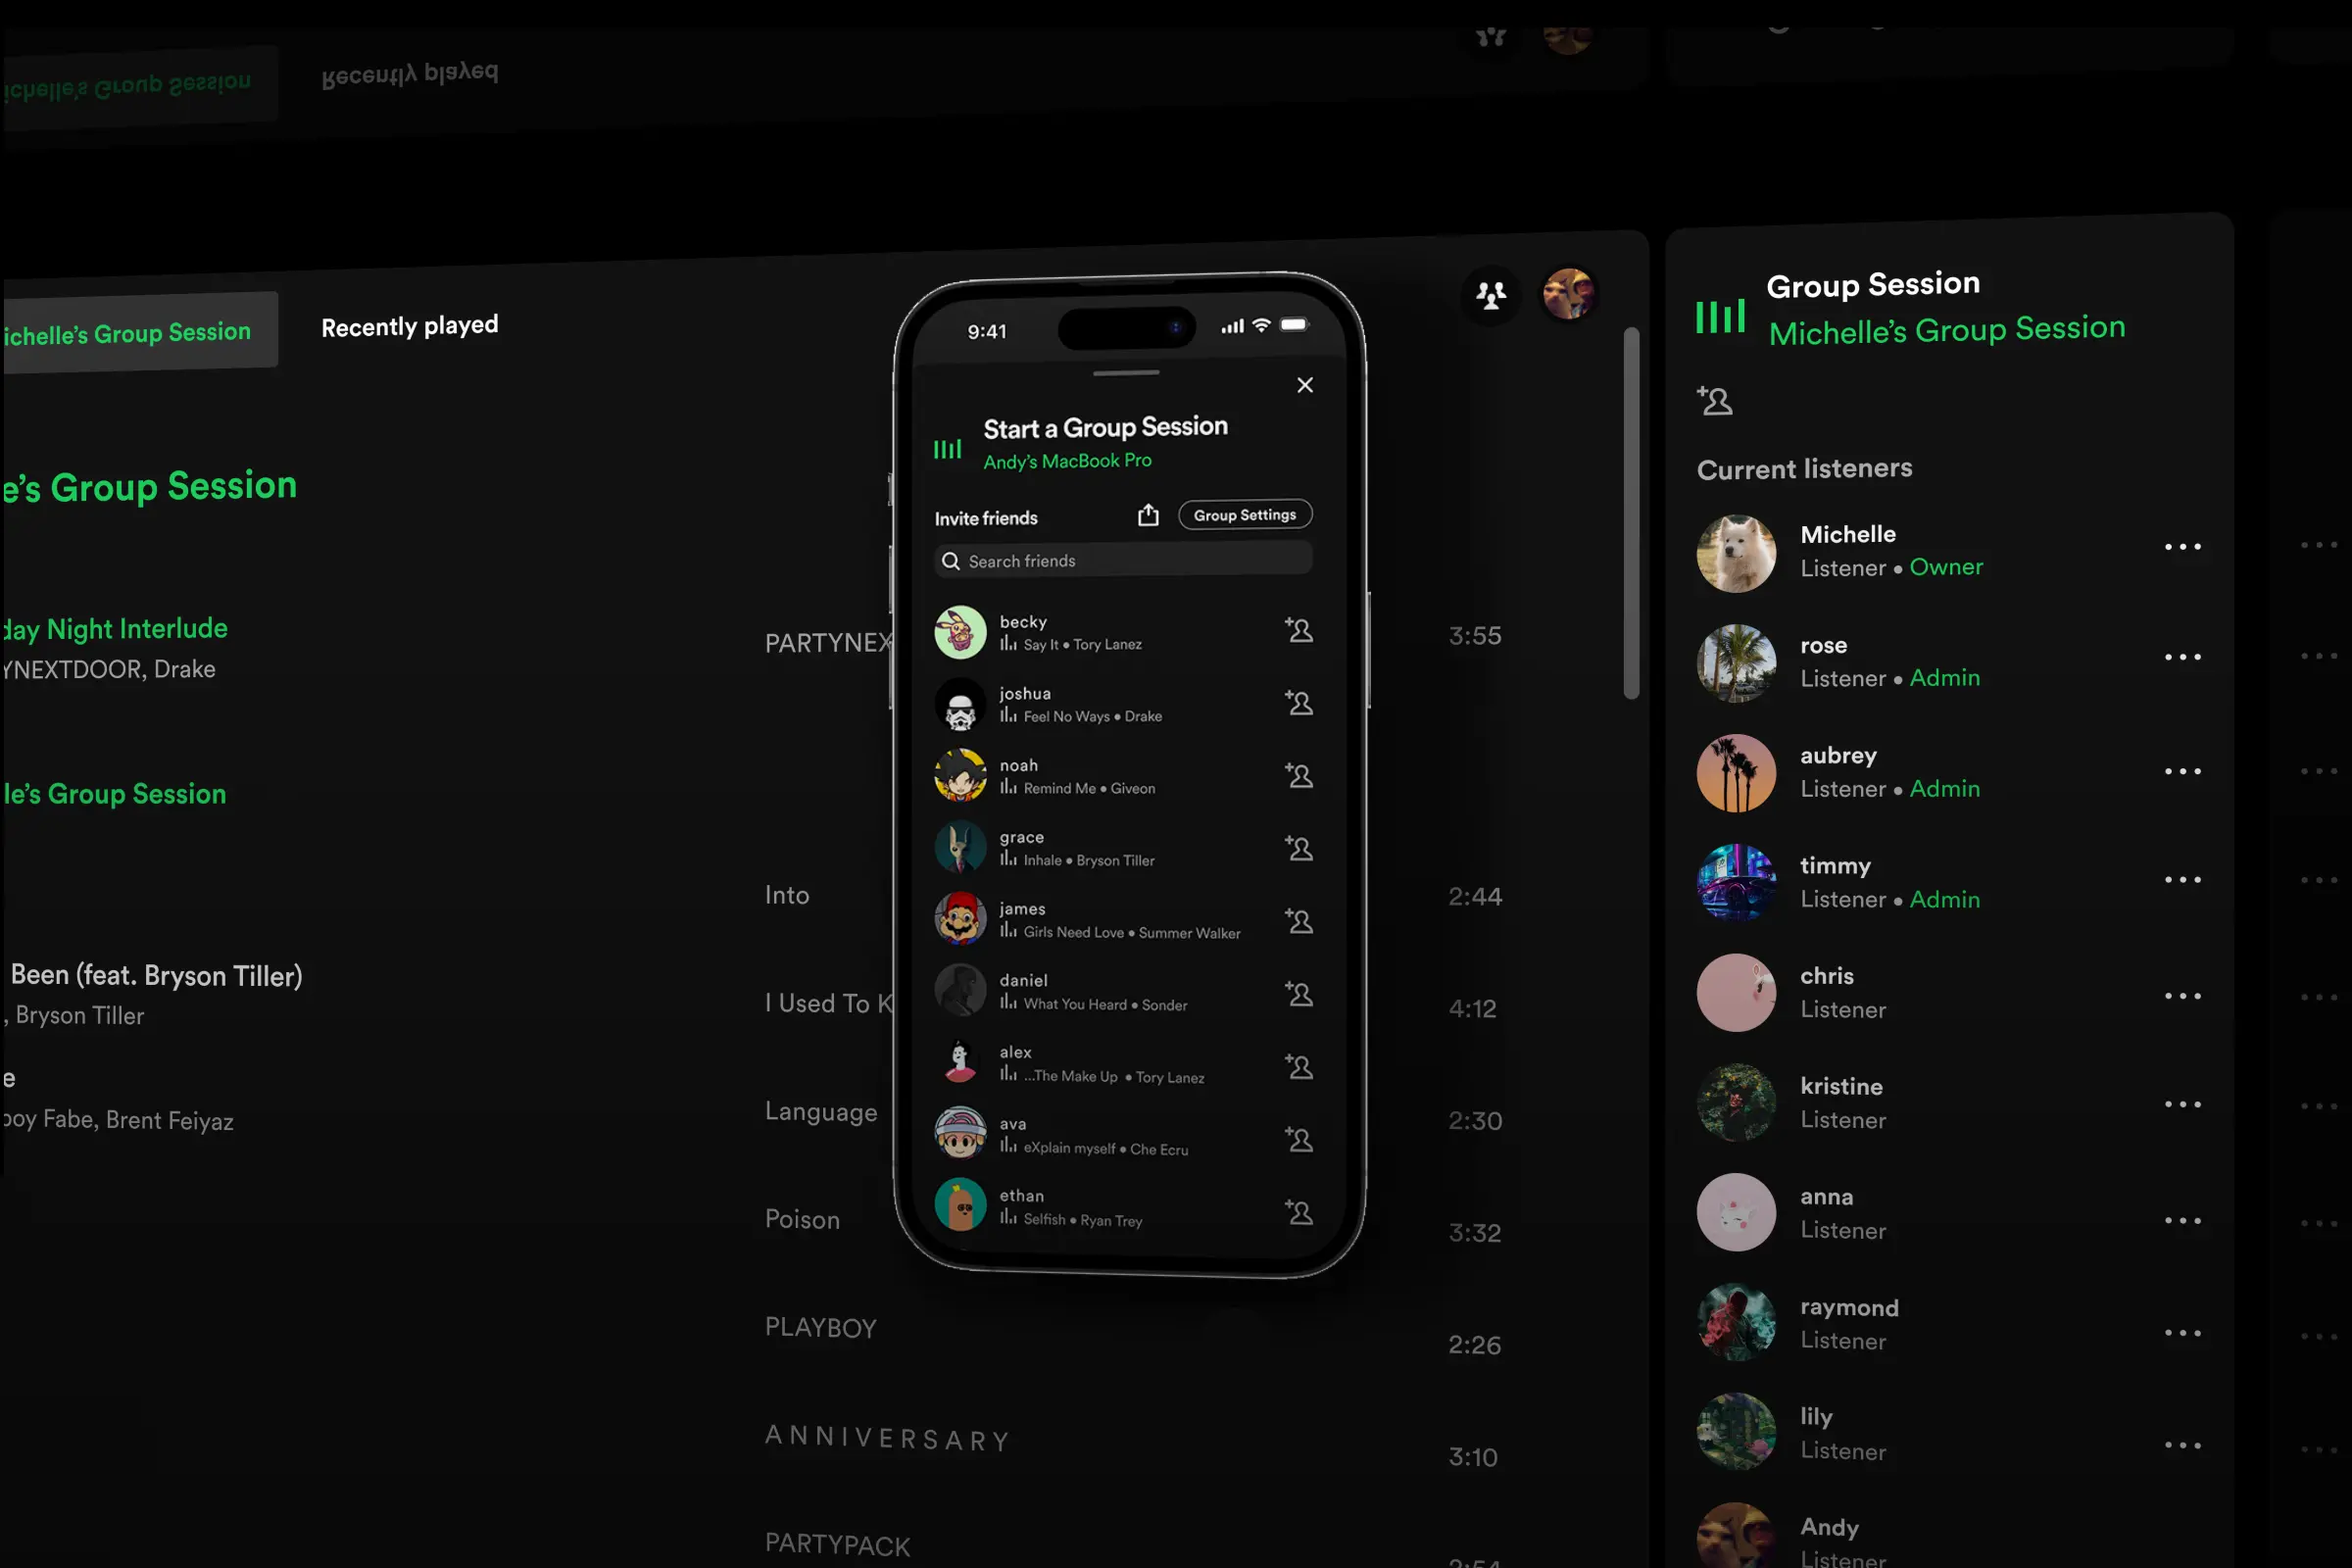 ichelle's Group Session
Recently played
ichelle's Group Session
Recently played
e's Group Session
day Night Interlude
YNEXTDOOR, Drake
PARTYNEX
3:55
le's Group Session
Into
2:44
Been (feat. Bryson Tiller)
, Bryson Tiller
I Used To K
4:12
e
boy Fabe, Brent Feiyaz
Language
2:30
Poison
3:32
PLAYBOY
2:26
ANNIVERSARY
3:10
PARTYPACK
2:54
9:41
Start a Group Session
Andy's MacBook Pro
Invite friends
Group Settings
Search friends
becky
Say It • Tory Lanez
joshua
Feel No Ways • Drake
noah
Remind Me • Giveon
grace
Inhale • Bryson Tiller
james
Girls Need Love • Summer Walker
daniel
What You Heard • Sonder
alex
...The Make Up • Tory Lanez
ava
eXplain myself • Che Ecru
ethan
Selfish • Ryan Trey
Group Session
Michelle's Group Session
Current listeners
Michelle
Listener • Owner
rose
Listener • Admin
aubrey
Listener • Admin
timmy
Listener • Admin
chris
Listener
kristine
Listener
anna
Listener
raymond
Listener
lily
Listener
Andy
Listener